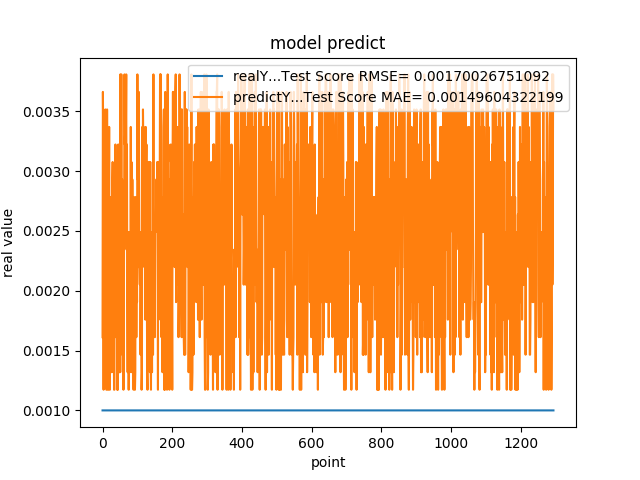 model predict
realY...Test Score RMSE= 0.00170026751092
predictY...Test Score MAE= 0.00149604322199
real value
0.0035
0.0030
0.0025
0.0020
0.0015
0.0010
0 200 400 600 800 1000 1200
point